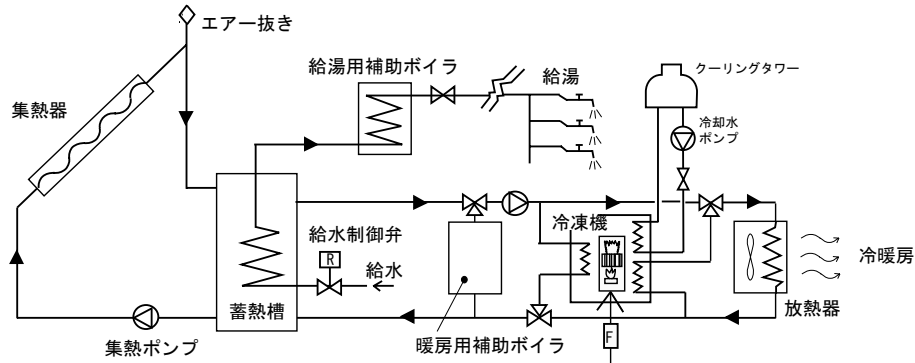 エアー抜き
給湯用補助ボイラ
給湯
クーリングタワー
集熱器
冷却水
ポンプ
冷凍機
給水制御弁
R
給水
冷暖房
蓄熱槽
放熱器
集熱ポンプ
暖房用補助ボイラ
F